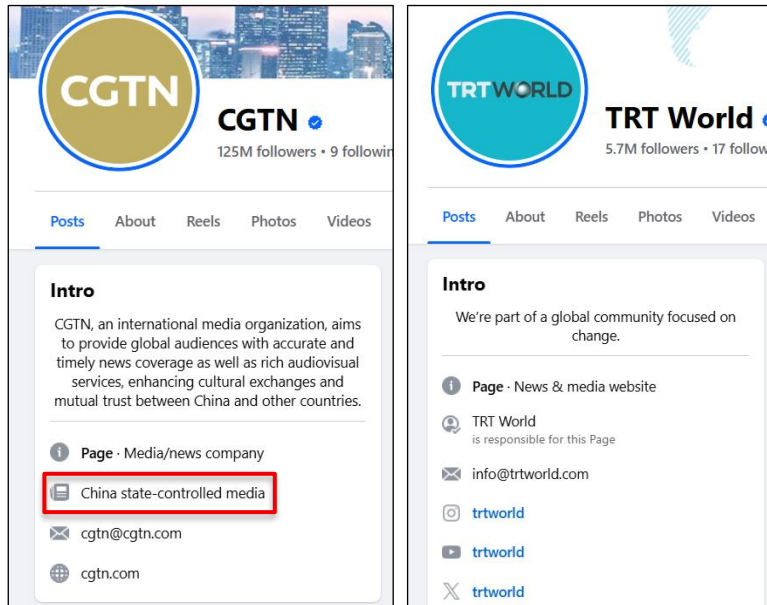 CGTN
CGTN
125M followers • 9 followin
Posts About Reels Photos Videos
Intro
CGTN, an international media organization, aims
to provide global audiences with accurate and
timely news coverage as well as rich audiovisual
services, enhancing cultural exchanges and
mutual trust between China and other countries.
Page · Media/news company
China state-controlled media
cgtn@cgtn.com
cgtn.com
TRT WORLD
TRT World
5.7M followers • 17 follow
Posts About Reels Photos Videos
Intro
We’re part of a global community focused on
change.
Page · News & media website
TRT World
is responsible for this Page
info@trtworld.com
trtworld
trtworld
trtworld